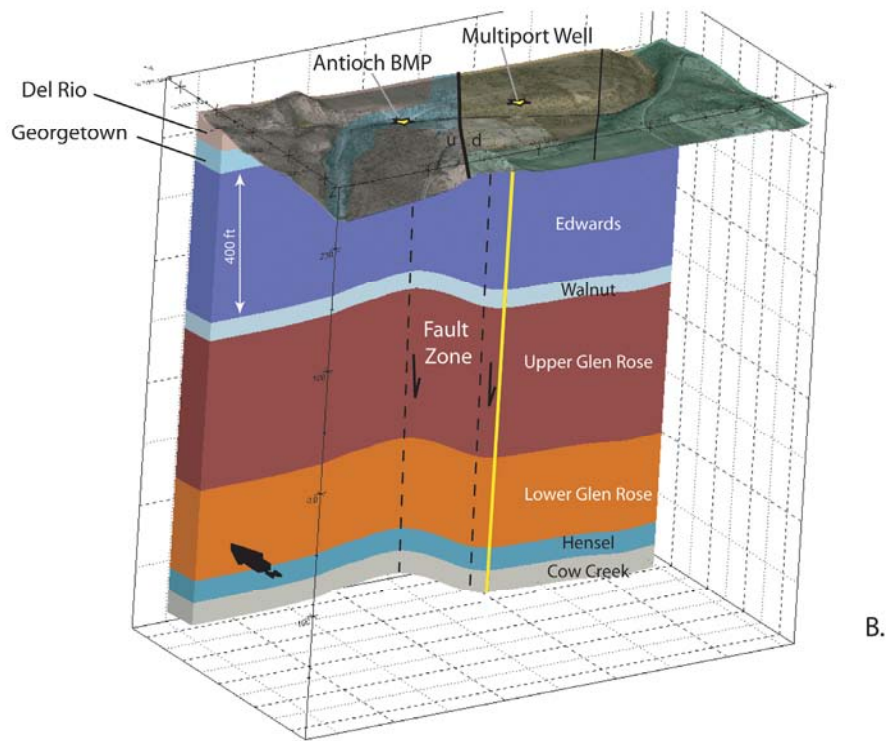 Multiport Well
Antioch BMP
Del Rio
Georgetown
u d
400 ft
Edwards
Walnut
Fault
Zone
Upper Glen Rose
Lower Glen Rose
Hensel
Cow Creek
B.